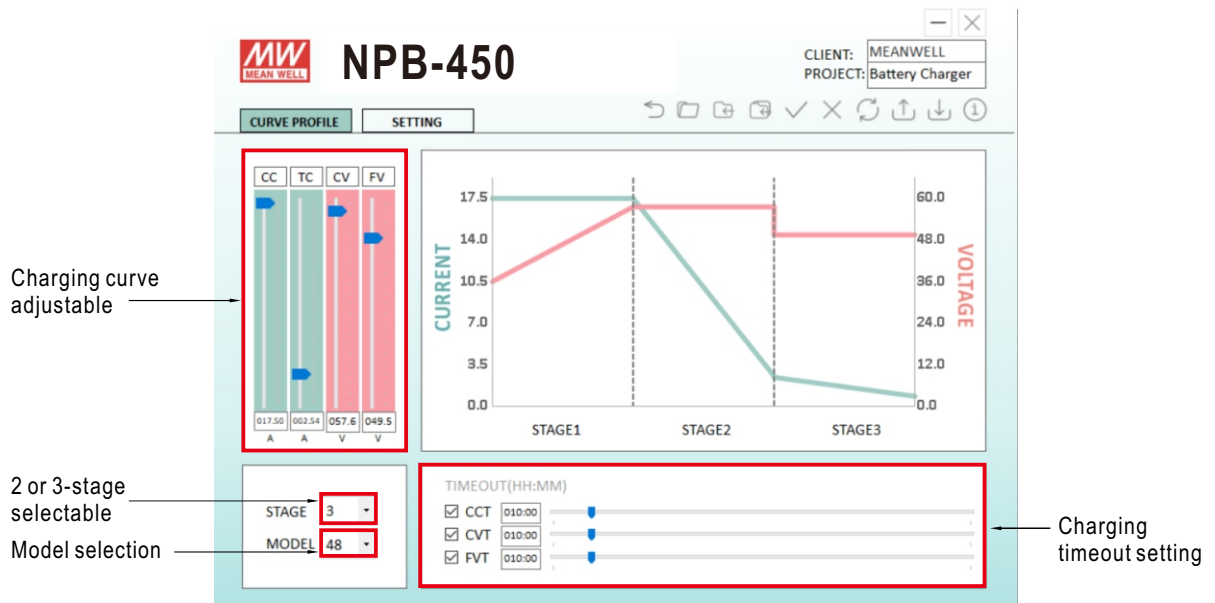 MW
MEAN WELL
NPB-450
CLIENT: MEANWELL
PROJECT: Battery Charger
CURVE PROFILE
SETTING
CC TC CV FV
017.50 002.54 057.6 049.5
A A V V
Charging curve
adjustable
CURRENT
17.5
14.0
10.5
7.0
3.5
0.0
60.0
48.0
36.0
24.0
12.0
0.0
VOLTAGE
STAGE1 STAGE2 STAGE3
2 or 3-stage
selectable
Model selection
STAGE 3
MODEL 48
TIMEOUT(HH:MM)
CCT 010:00
CVT 010:00
FVT 010:00
Charging
timeout setting